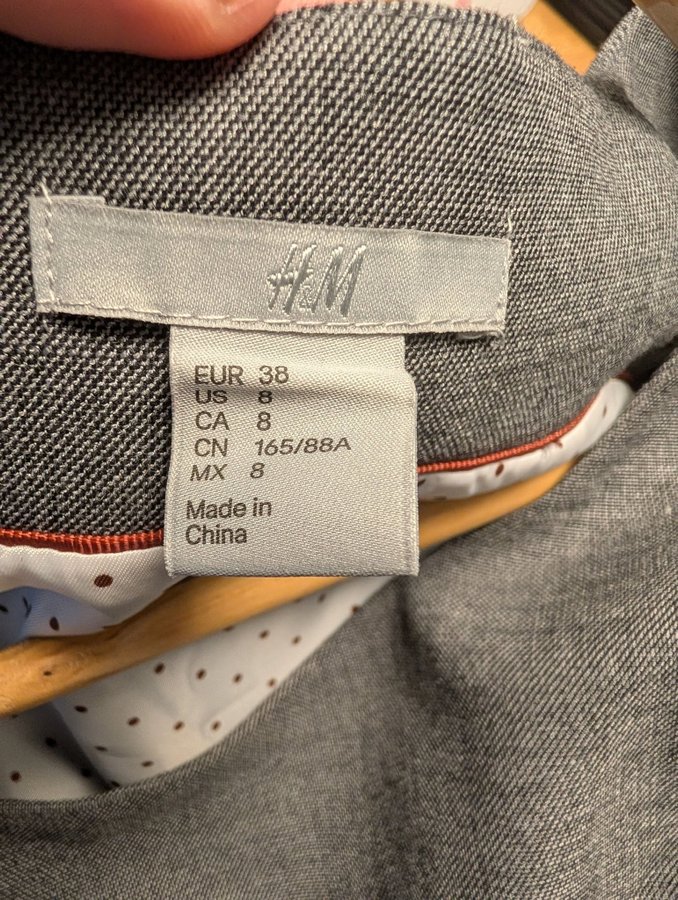 H&M
EUR 38
US 8
CA 8
CN 165/88A
MX 8
Made in
China